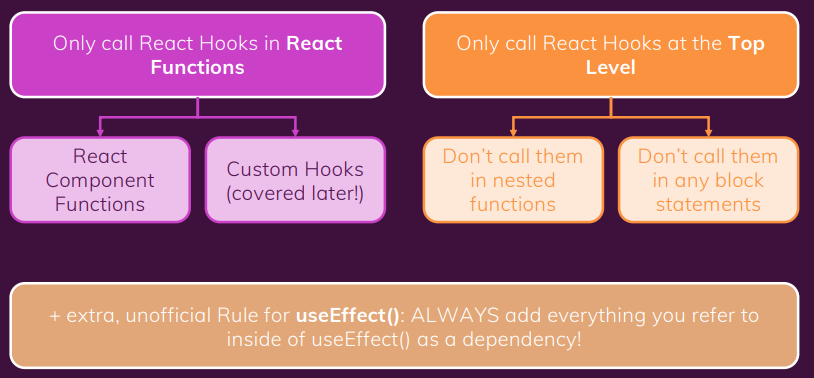 Only call React Hooks in React
Functions
Only call React Hooks at the Top
Level
React
Component
Functions
Custom Hooks
(covered later!)
Don't call them
in nested
functions
Don't call them
in any block
statements
+ extra, unofficial Rule for useEffect(): ALWAYS add everything you refer to
inside of useEffect() as a dependency!